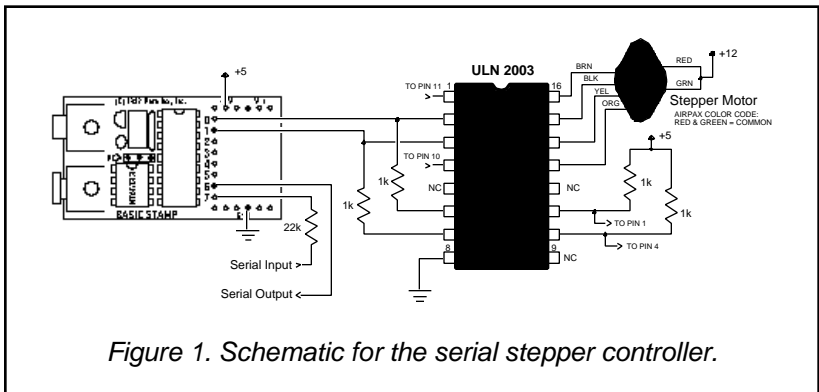 +5
0
1
2
3
4
5
6
7
BASIC STAMP
22k
Serial Input >
Serial Output <
1k
1k
TO PIN 11
TO PIN 10
NC
ULN 2003
1
16
8
9
NC
NC
BRN
BLK
YEL
ORG
RED
GRN
+12
Stepper Motor
AIRPAX COLOR CODE:
RED & GREEN = COMMON
+5
1k
1k
TO PIN 1
TO PIN 4
Figure 1. Schematic for the serial stepper controller.